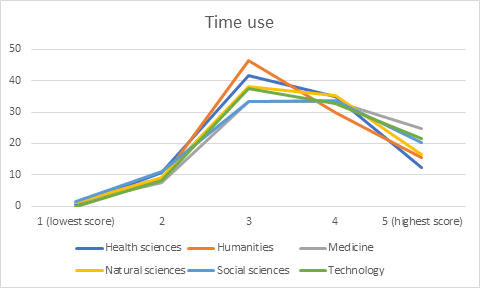 Time use
50
40
30
20
10
0
1 (lowest score) 2 3 4 5 (highest score)
Health sciences Humanities Medicine
Natural sciences Social sciences Technology